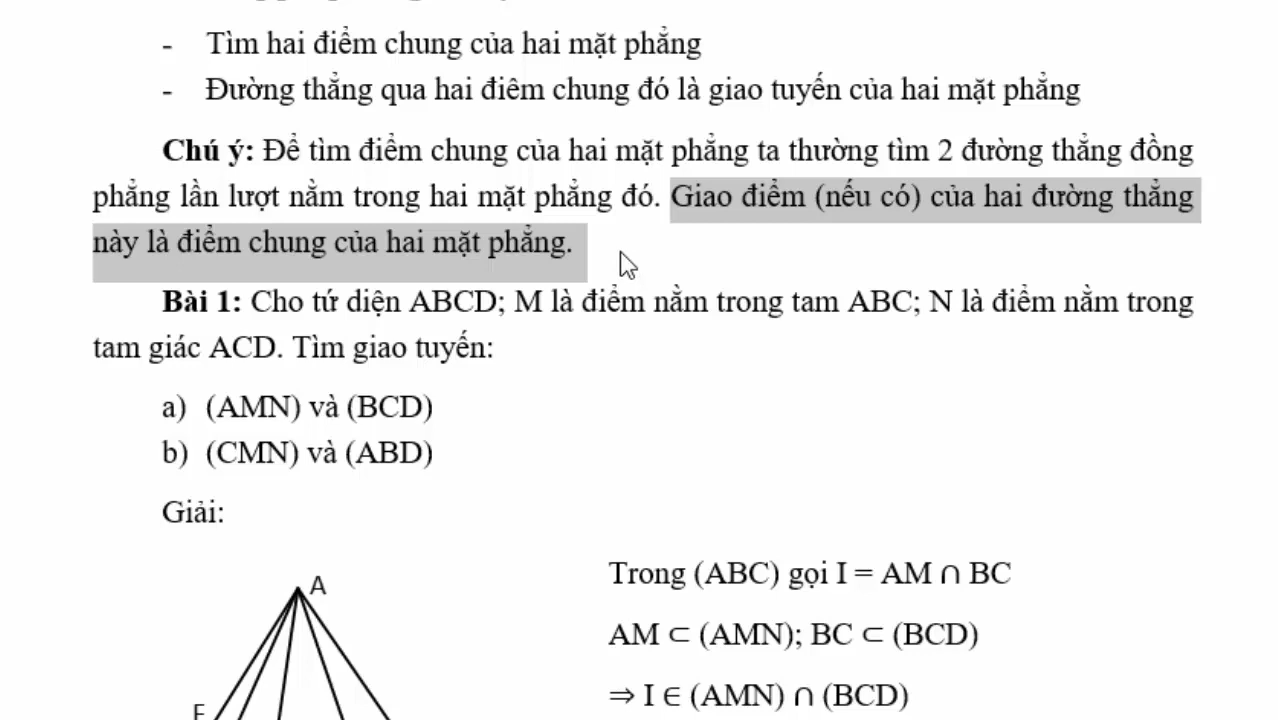 - Tìm hai điểm chung của hai mặt phẳng
- Đường thẳng qua hai điêm chung đó là giao tuyến của hai mặt phẳng
Chú ý: Để tìm điểm chung của hai mặt phẳng ta thường tìm 2 đường thẳng đồng
phẳng lần lượt nằm trong hai mặt phẳng đó. Giao điểm (nếu có) của hai đường thẳng
này là điểm chung của hai mặt phẳng.
Bài 1: Cho tứ diện ABCD; M là điểm nằm trong tam ABC; N là điểm nằm trong
tam giác ACD. Tìm giao tuyến:
a) (AMN) và (BCD)
b) (CMN) và (ABD)
Giải:
A
Trong (ABC) gọi I = AM ∩ BC
AM ⊂ (AMN); BC ⊂ (BCD)
⇒ I ∈ (AMN) ∩ (BCD)